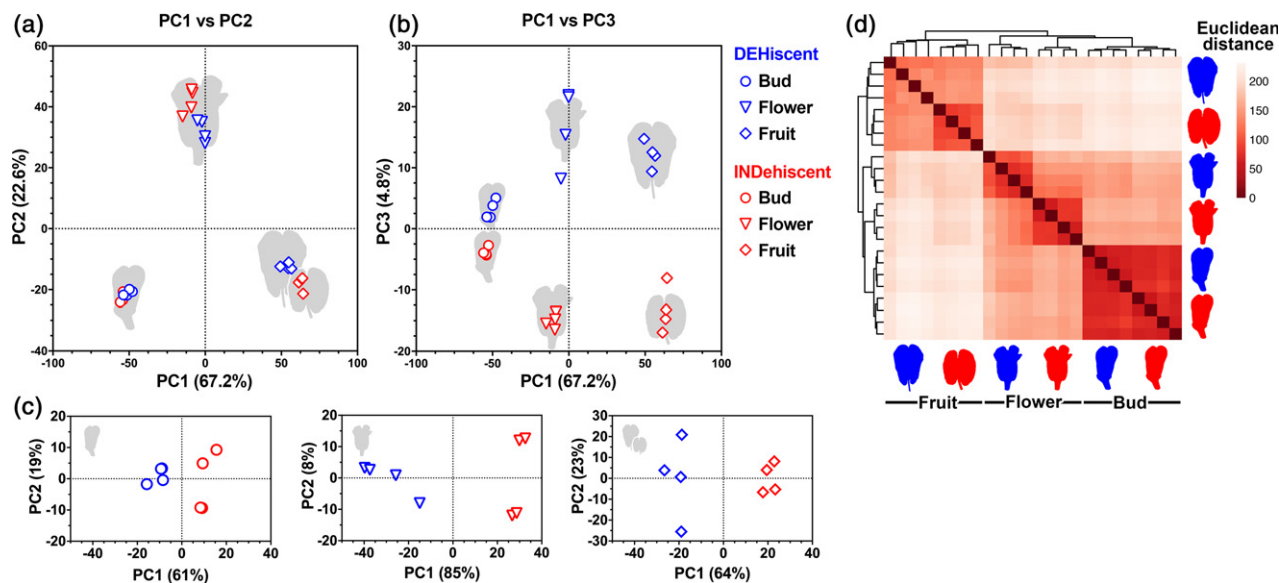 (a)
PC1 vs PC2
60
40
20
0
-20
-40
PC2 (22.6%)
-100
-50
0
50
100
PC1 (67.2%)
(b)
PC1 vs PC3
30
20
10
0
-10
-20
PC3 (4.8%)
-100
-50
0
50
100
PC1 (67.2%)
DEHiscent
Bud
Flower
Fruit
INDehiscent
Bud
Flower
Fruit
(d)
Euclidean
distance
200
150
100
50
0
Fruit
Flower
Bud
(c)
20
10
0
-10
-20
PC2 (19%)
-40
-20
0
20
40
PC1 (61%)
20
10
0
-10
-20
PC2 (8%)
-40
-20
0
20
40
PC1 (85%)
30
20
10
0
-10
-20
-30
PC2 (23%)
-40
-20
0
20
40
PC1 (64%)